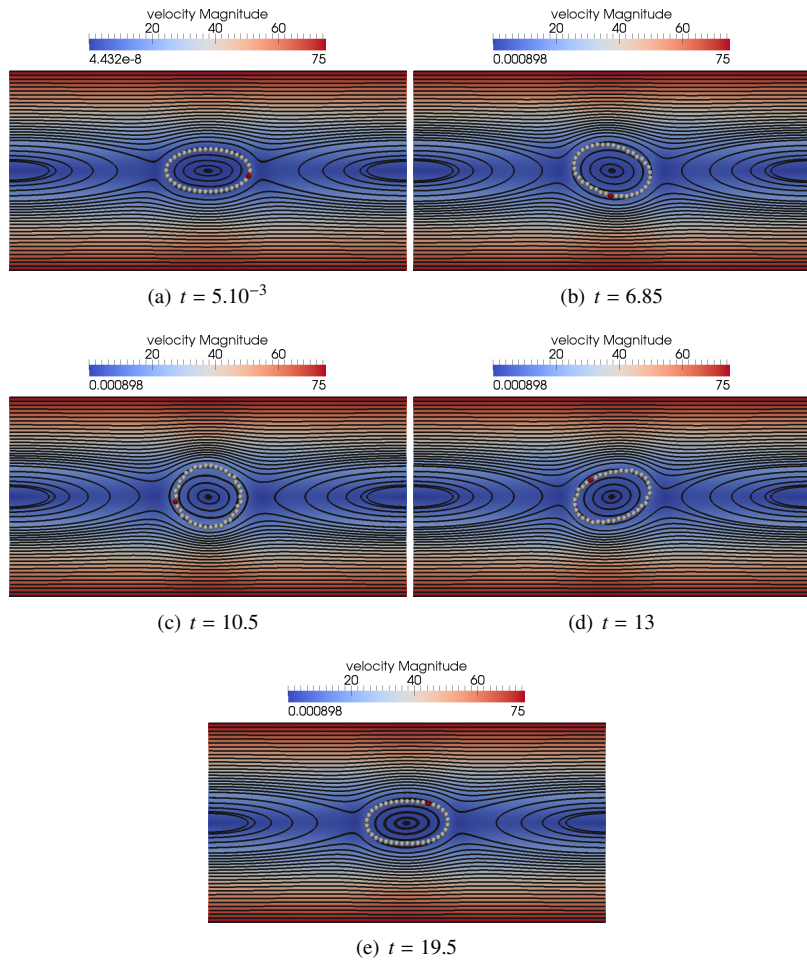 velocity Magnitude
20 40 60
4.432e-8 75
velocity Magnitude
20 40 60
0.000898 75
(a) t = 5.10⁻³
(b) t = 6.85
velocity Magnitude
20 40 60
0.000898 75
velocity Magnitude
20 40 60
0.000898 75
(c) t = 10.5
(d) t = 13
velocity Magnitude
20 40 60
0.000898 75
(e) t = 19.5